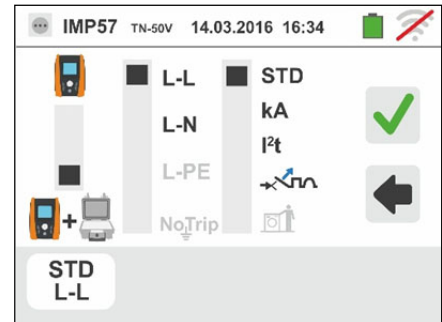 IMP57 TN-50V 14.03.2016 16:34
L-L STD
L-N kA
I²t
L-PE
NoTrip
STD
L-L